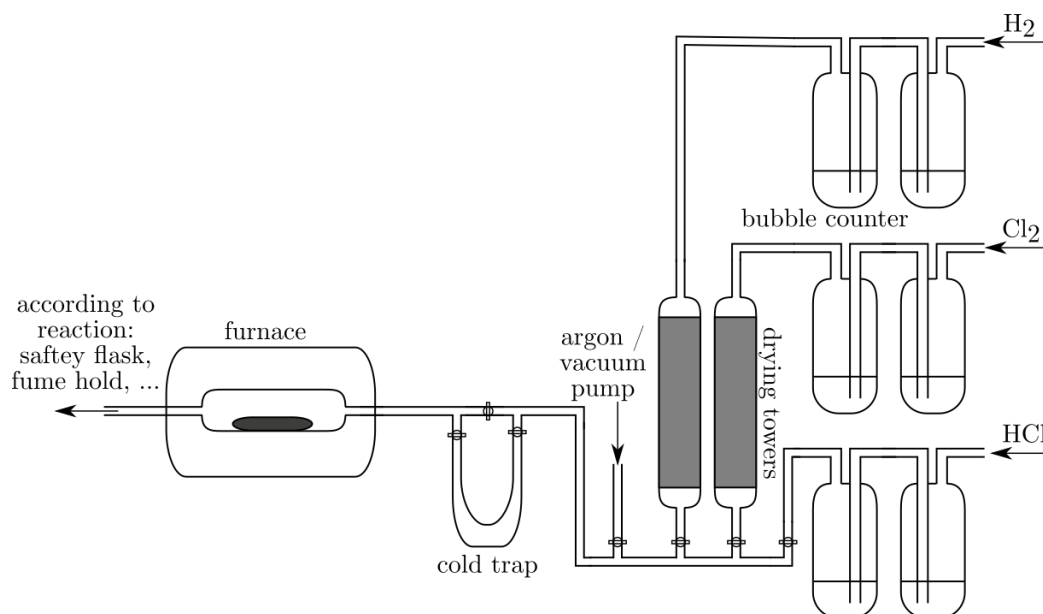 H2
bubble counter
Cl2
according to
reaction:
saftey flask,
fume hold, ...
furnace
argon /
vacuum
pump
drying towers
HCl
cold trap